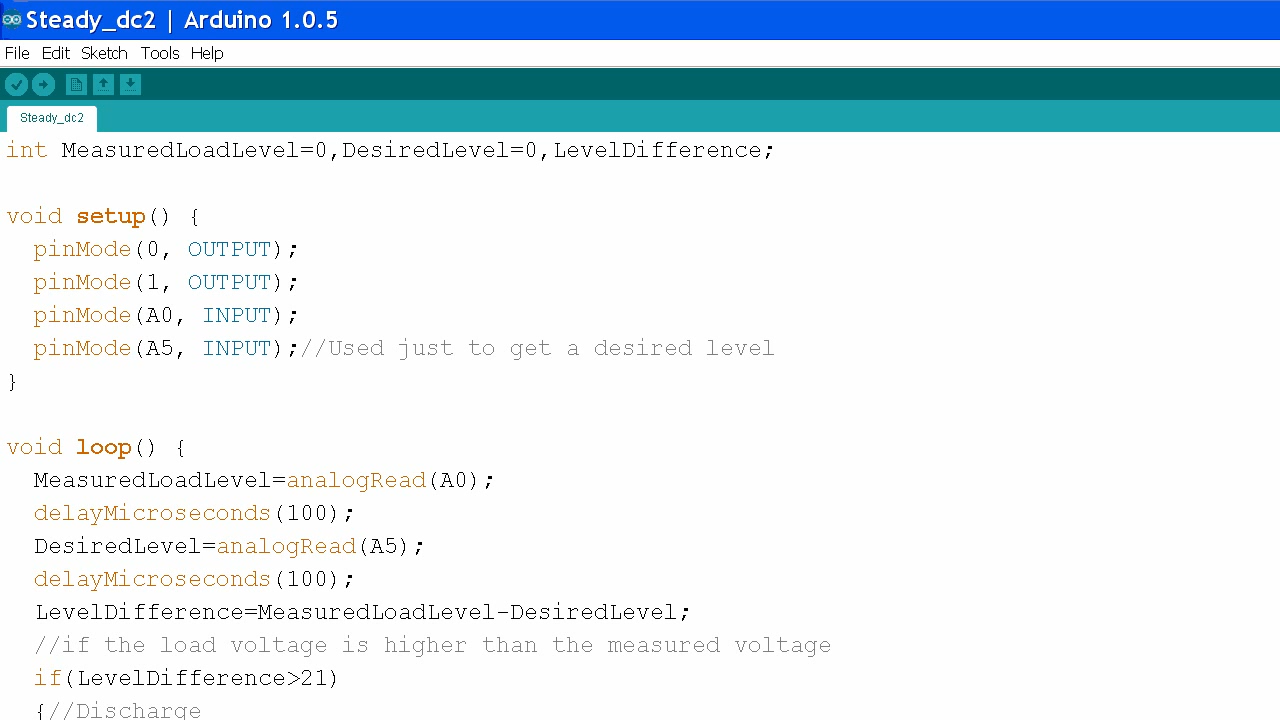 Steady_dc2 | Arduino 1.0.5
File Edit Sketch Tools Help
Steady_dc2
int MeasuredLoadLevel=0,DesiredLevel=0,LevelDifference;
void setup() {
  pinMode(0, OUTPUT);
  pinMode(1, OUTPUT);
  pinMode(A0, INPUT);
  pinMode(A5, INPUT);//Used just to get a desired level
}
void loop() {
  MeasuredLoadLevel=analogRead(A0);
  delayMicroseconds(100);
  DesiredLevel=analogRead(A5);
  delayMicroseconds(100);
  LevelDifference=MeasuredLoadLevel-DesiredLevel;
  //if the load voltage is higher than the measured voltage
  if(LevelDifference>21)
  {//Discharge